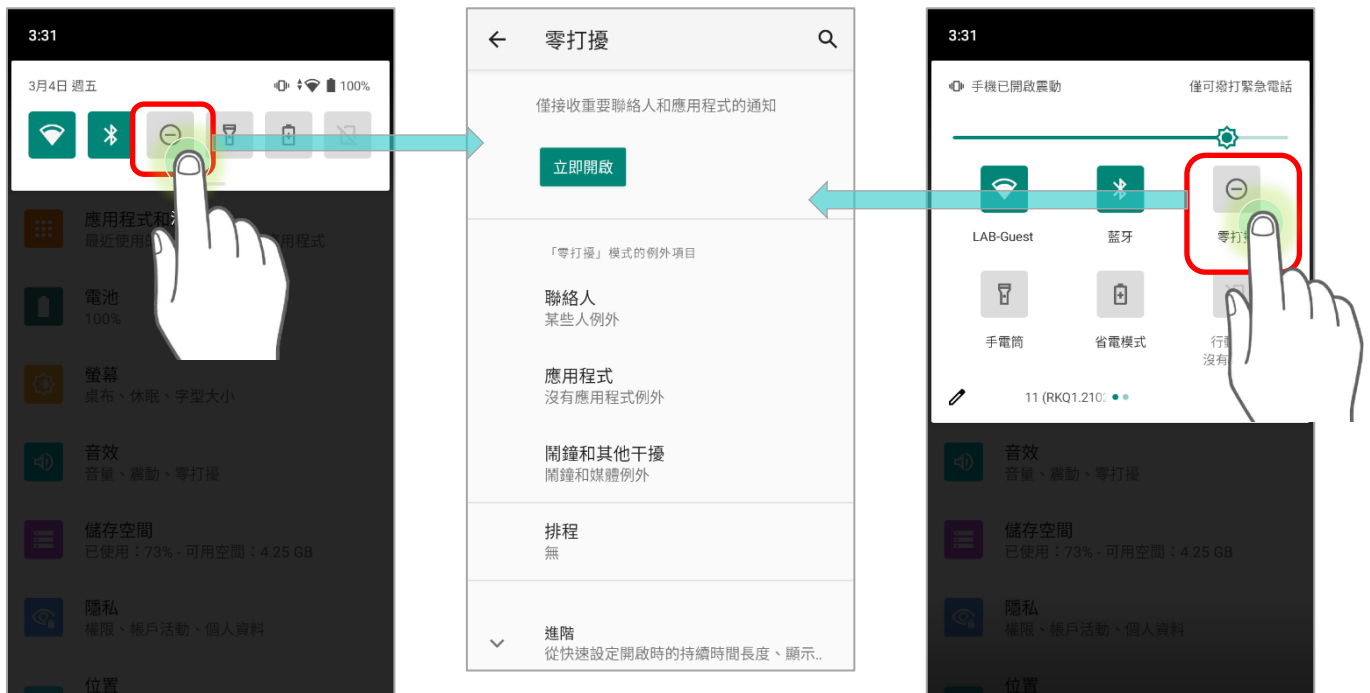 3:31
3月4日 週五
100%
應用程式和
最近使用 應用程式
電池
100%
螢幕
桌布、休眠、字型大小
音效
音量、震動、零打擾
儲存空間
已使用:73% - 可用空間:4.25 GB
隱私
權限、帳戶活動、個人資料
位置
零打擾
僅接收重要聯絡人和應用程式的通知
立即開啟
「零打擾」模式的例外項目
聯絡人
某些人例外
應用程式
沒有應用程式例外
鬧鐘和其他干擾
鬧鐘和媒體例外
排程
無
進階
從快速設定開啟時的持續時間長度、顯示..
3:31
手機已開啟震動 僅可撥打緊急電話
LAB-Guest 藍牙 零打
手電筒 省電模式 行
沒有
11 (RKQ1.210
音效
音量、震動、零打擾
儲存空間
已使用:73% - 可用空間:4.25 GB
隱私
權限、帳戶活動、個人資料
位置